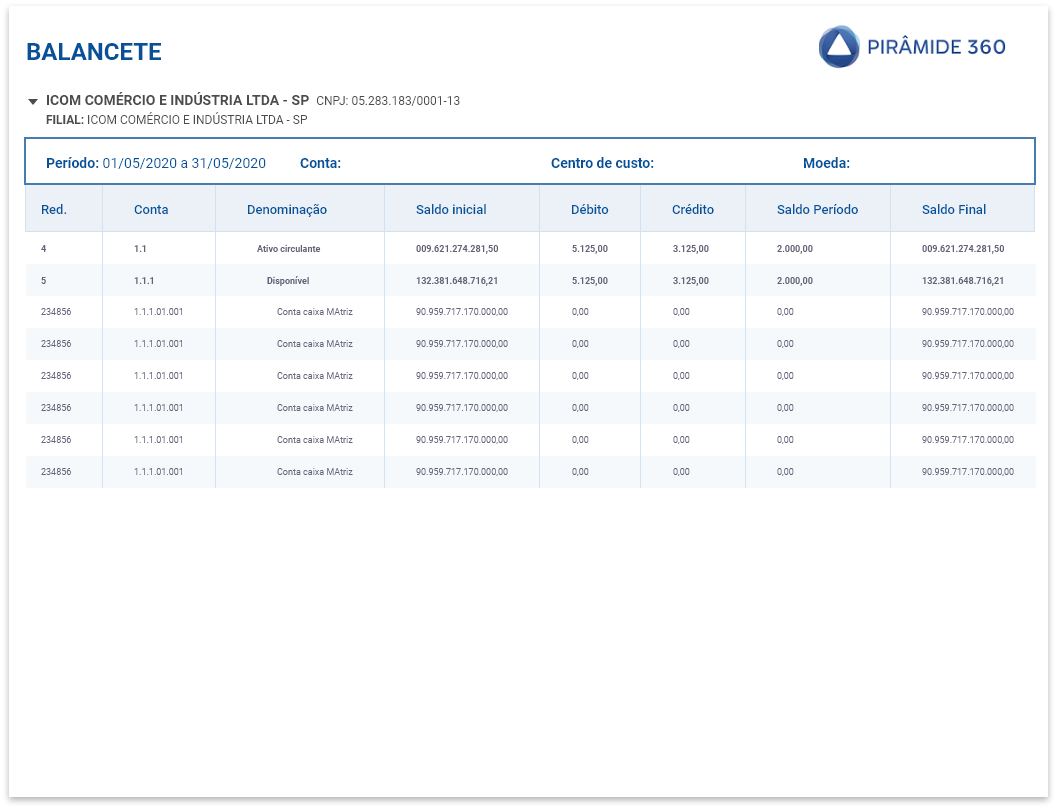 BALANCETE
PIRÂMIDE 360
ICOM COMÉRCIO E INDÚSTRIA LTDA - SP CNPJ: 05.283.183/0001-13
FILIAL: ICOM COMÉRCIO E INDÚSTRIA LTDA - SP
Período: 01/05/2020 a 31/05/2020 Conta: Centro de custo: Moeda:
Red. Conta Denominação Saldo inicial Débito Crédito Saldo Período Saldo Final
4 1.1 Ativo circulante 009.621.274.281,50 5.125,00 3.125,00 2.000,00 009.621.274.281,50
5 1.1.1 Disponível 132.381.648.716,21 5.125,00 3.125,00 2.000,00 132.381.648.716,21
234856 1.1.1.01.001 Conta caixa MAtriz 90.959.717.170.000,00 0,00 0,00 0,00 90.959.717.170.000,00
234856 1.1.1.01.001 Conta caixa MAtriz 90.959.717.170.000,00 0,00 0,00 0,00 90.959.717.170.000,00
234856 1.1.1.01.001 Conta caixa MAtriz 90.959.717.170.000,00 0,00 0,00 0,00 90.959.717.170.000,00
234856 1.1.1.01.001 Conta caixa MAtriz 90.959.717.170.000,00 0,00 0,00 0,00 90.959.717.170.000,00
234856 1.1.1.01.001 Conta caixa MAtriz 90.959.717.170.000,00 0,00 0,00 0,00 90.959.717.170.000,00
234856 1.1.1.01.001 Conta caixa MAtriz 90.959.717.170.000,00 0,00 0,00 0,00 90.959.717.170.000,00